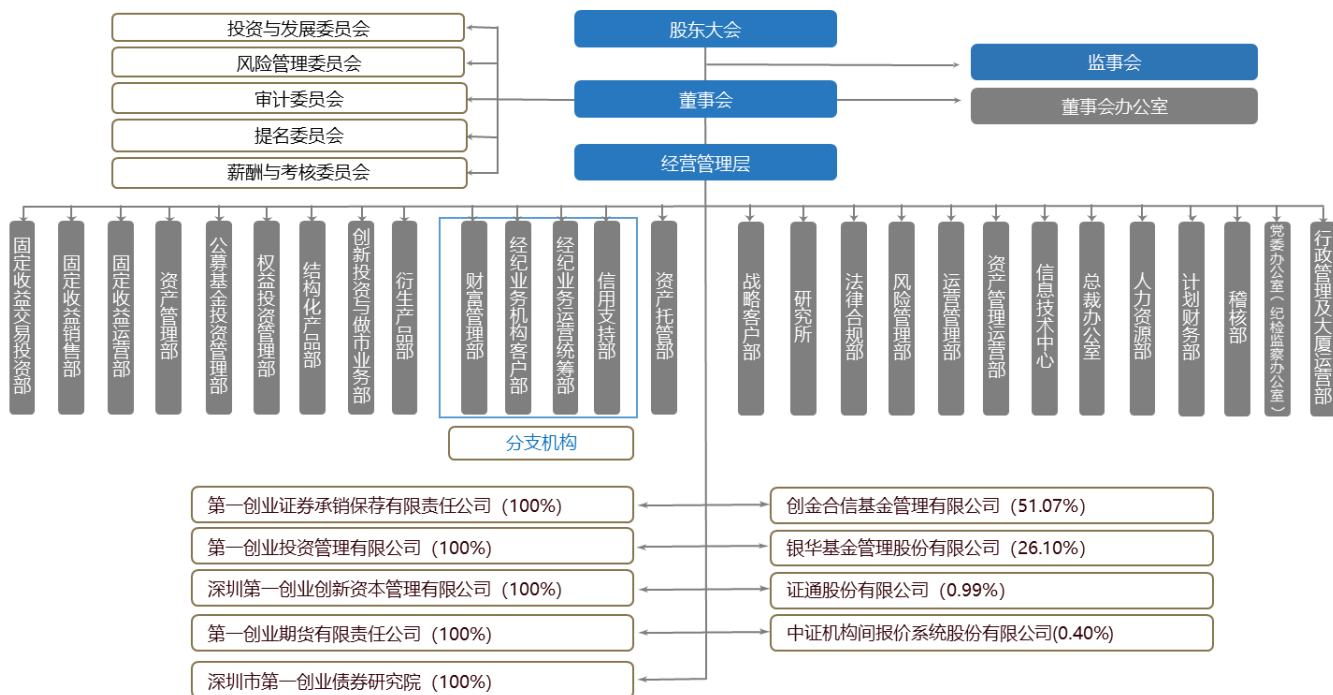 投资与发展委员会
风险管理委员会
审计委员会
提名委员会
薪酬与考核委员会
股东大会
董事会
经营管理层
监事会
董事会办公室
固定收益交易投资部
固定收益销售部
固定收益运营部
资产管理部
公募基金投资管理部
权益投资管理部
结构化产品部
创新投资与做市业务部
衍生产品部
财富管理部
经纪业务机构客户部
经纪业务运营统筹部
信用支持部
资产托管部
战略客户部
研究所
法律合规部
风险管理部
运营管理部
资产管理运营部
信息技术中心
总裁办公室
人力资源部
计划财务部
稽核部
党委办公室（纪检监察办公室）
行政管理及大厦运营部
分支机构
第一创业证券承销保荐有限责任公司（100%）
第一创业投资管理有限公司（100%）
深圳第一创业创新资本管理有限公司（100%）
第一创业期货有限责任公司（100%）
深圳市第一创业债券研究院（100%）
创金合信基金管理有限公司（51.07%）
银华基金管理股份有限公司（26.10%）
证通股份有限公司（0.99%）
中证机构间报价系统股份有限公司(0.40%)